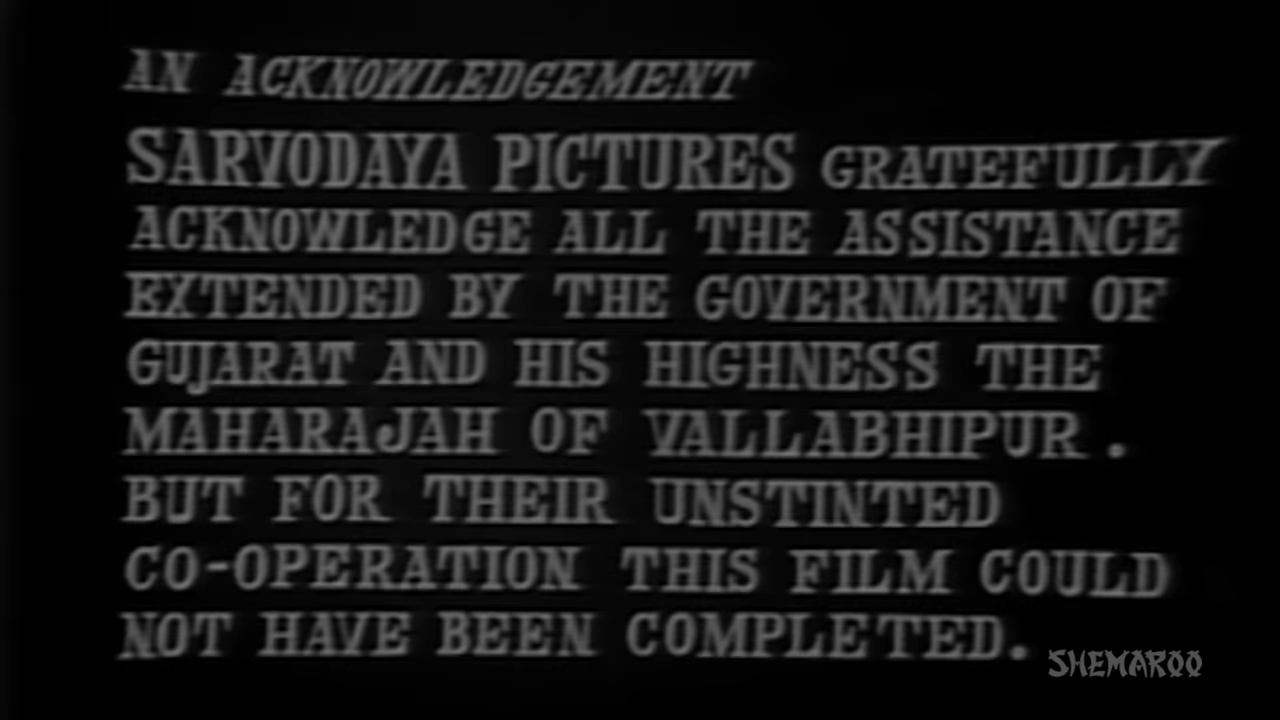 AN ACKNOWLEDGEMENT
SARVODAYA PICTURES GRATEFULLY
ACKNOWLEDGE ALL THE ASSISTANCE
EXTENDED BY THE GOVERNMENT OF
GUJARAT AND HIS HIGHNESS THE
MAHARAJAH OF VALLABHIPUR.
BUT FOR THEIR UNSTINTED
CO-OPERATION THIS FILM COULD
NOT HAVE BEEN COMPLETED.
SHEMAROO